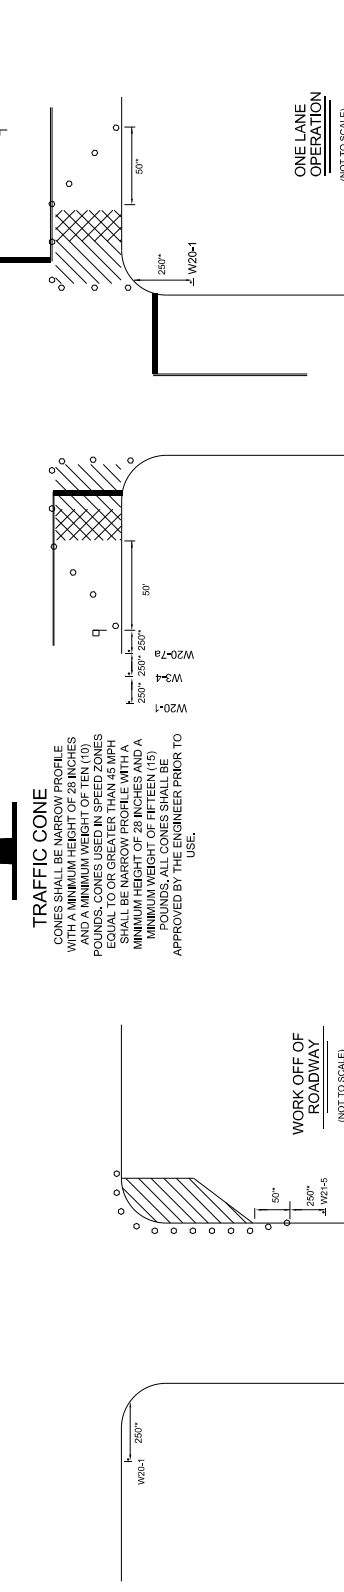 ONE LANE
OPERATION
(NOT TO SCALE)
50'*
250'*
W20-1
50'
250'*
W20-7a
250'*
W3-4
250'*
W20-1
TRAFFIC CONE
CONES SHALL BE NARROW PROFILE
WITH A MINIMUM HEIGHT OF 28 INCHES
AND A MINIMUM WEIGHT OF TEN (10)
POUNDS. CONES USED IN SPEED ZONES
EQUAL TO OR GREATER THAN 45 MPH
SHALL BE NARROW PROFILE WITH A
MINIMUM HEIGHT OF 28 INCHES AND A
MINIMUM WEIGHT OF FIFTEEN (15)
POUNDS. ALL CONES SHALL BE
APPROVED BY THE ENGINEER PRIOR TO
USE.
WORK OFF OF
ROADWAY
(NOT TO SCALE)
50'*
250'*
W21-5
250'*
W20-1